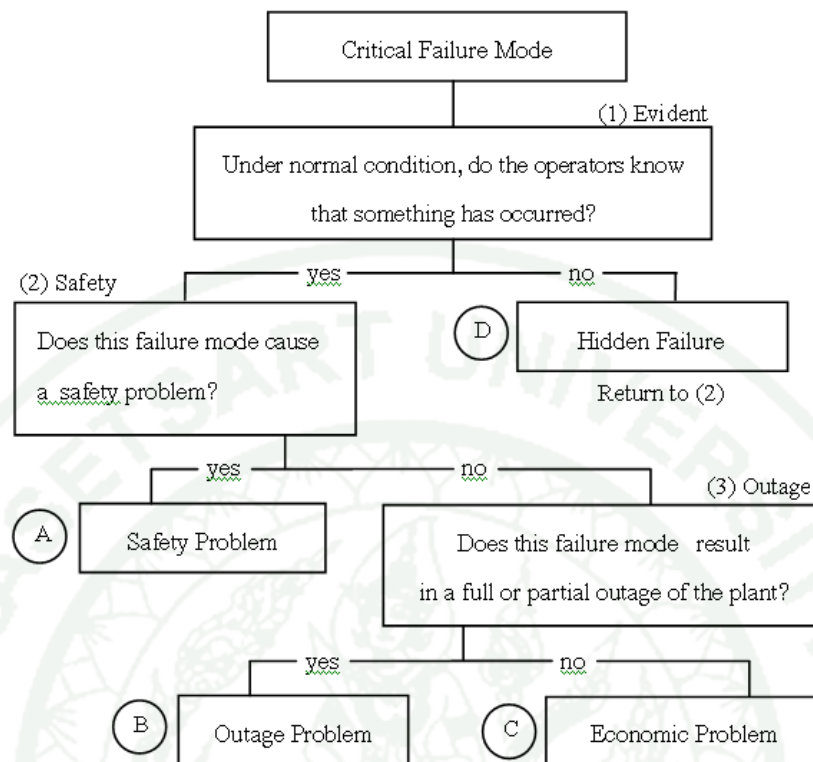 Critical Failure Mode
(1) Evident
Under normal condition, do the operators know
that something has occurred?
yes
no
(2) Safety
Does this failure mode cause
a safety problem?
D
Hidden Failure
Return to (2)
yes
no
(3) Outage
A
Safety Problem
Does this failure mode result
in a full or partial outage of the plant?
yes
no
B
Outage Problem
C
Economic Problem